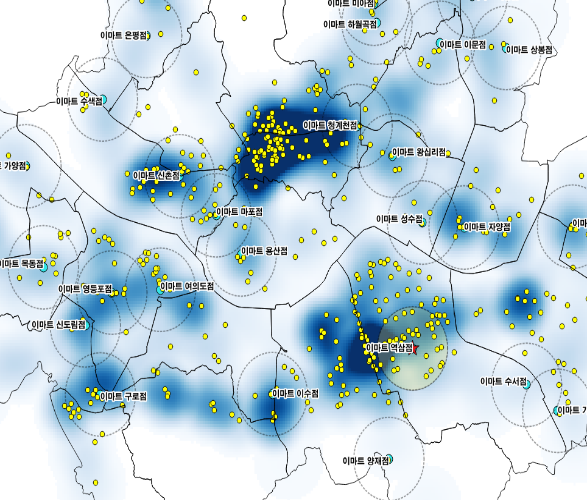 이마트 미아점
이마트 하월곡점
이마트 은평점
이마트 이문점
이마트 상봉점
이마트 수색점
이마트 청계천점
이마트 왕십리점
가양점
이마트 신촌점
이마트 마포점
이마트 성수점
이마트 자양점
이마트 용산점
이마트 목동점
이마트 영등포점
이마트 여의도점
이마트 신도림점
이마트 역삼점
이마트 수서점
이마트 구로점
이마트 이수점
이마트
이마트 양재점